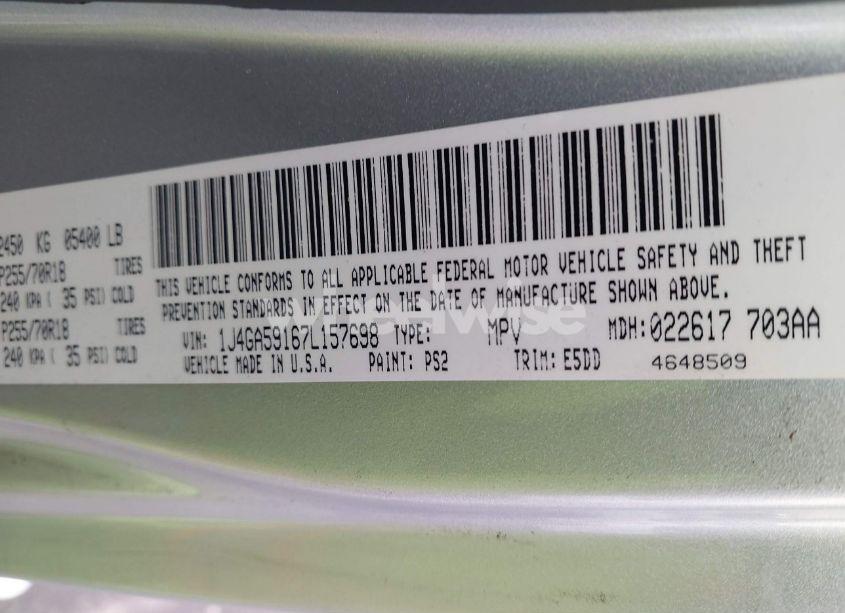 2450 KG 05400 LB
P255/70R18 TIRES
240 KPA ( 35 PSI) COLD
P255/70R18 TIRES
240 KPA ( 35 PSI) COLD
THIS VEHICLE CONFORMS TO ALL APPLICABLE FEDERAL MOTOR VEHICLE SAFETY AND THEFT
PREVENTION STANDARDS IN EFFECT ON THE DATE OF MANUFACTURE SHOWN ABOVE.
VIN: 1J4GA59167L157698 TYPE: MPV MDH: 022617 703AA
VEHICLE MADE IN U.S.A. PAINT: PS2 TRIM: E5DD 4648509